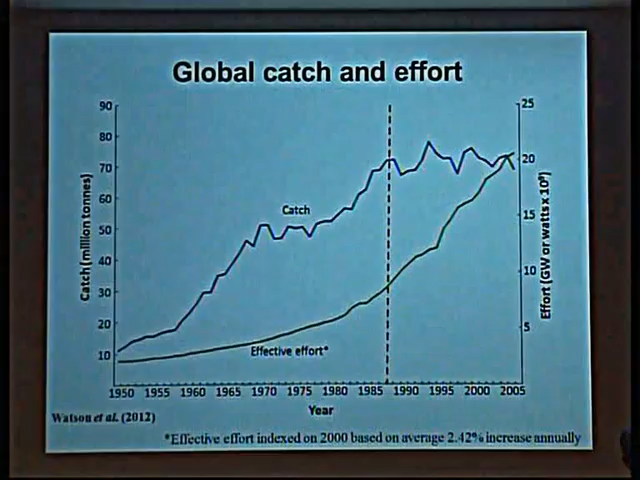 Global catch and effort
90
80
70
60
50
40
30
20
10
Catch (million tonnes)
25
20
15
10
5
Effort (GW or watts x 10⁹)
Catch
Effective effort*
1950 1955 1960 1965 1970 1975 1980 1985 1990 1995 2000 2005
Year
Watson et al. (2012)
*Effective effort indexed on 2000 based on average 2.42% increase annually